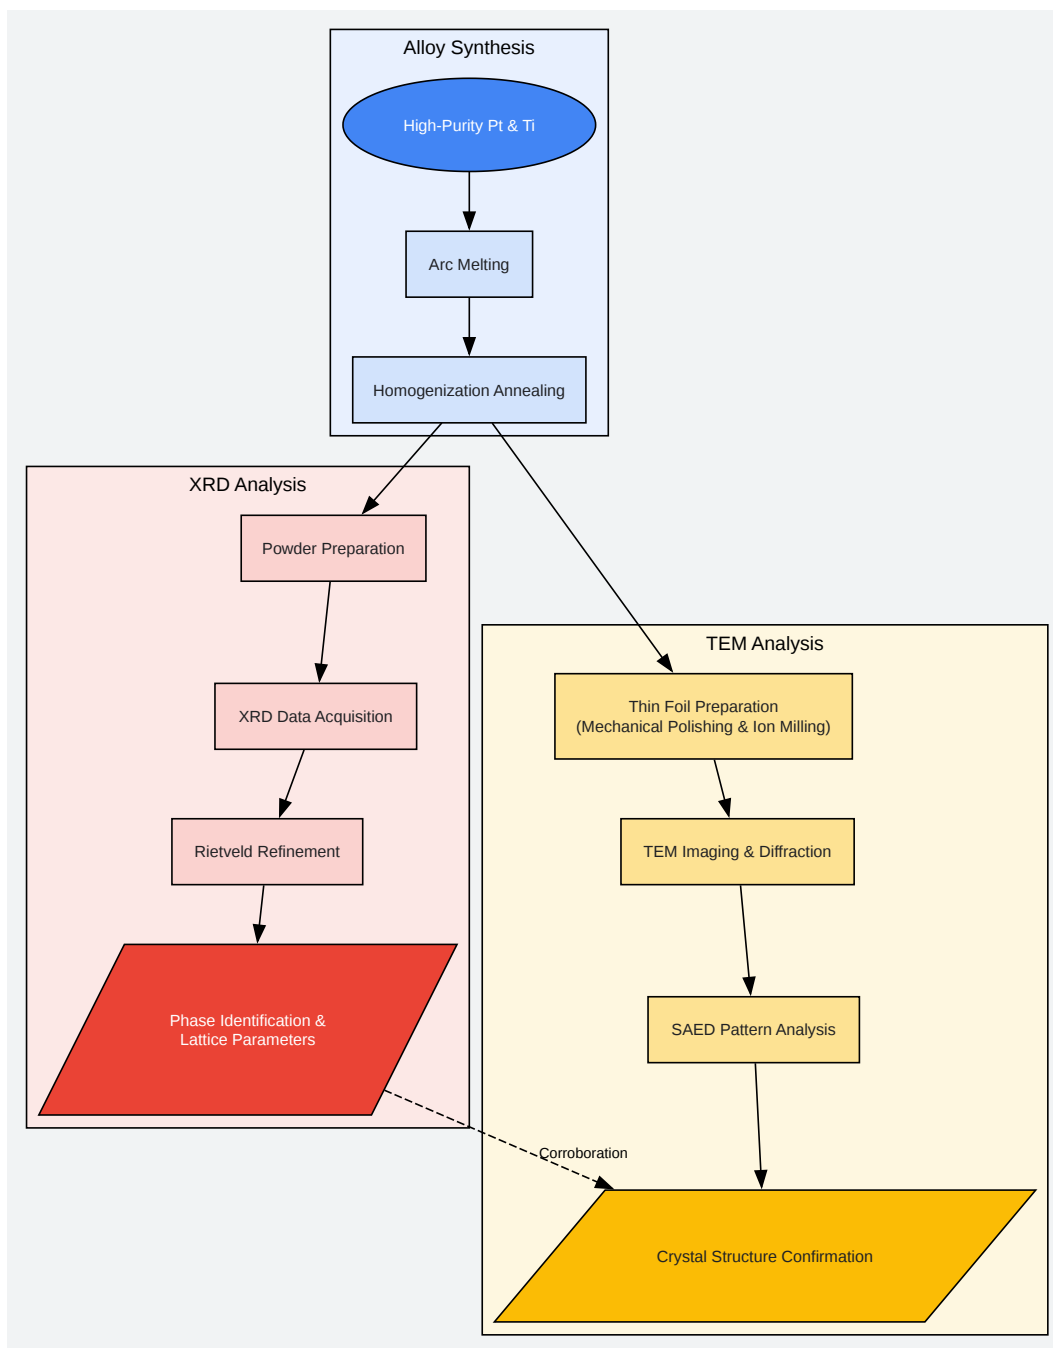 Alloy Synthesis
High-Purity Pt & Ti
Arc Melting
Homogenization Annealing
XRD Analysis
Powder Preparation
XRD Data Acquisition
Rietveld Refinement
Phase Identification &
Lattice Parameters
TEM Analysis
Thin Foil Preparation
(Mechanical Polishing & Ion Milling)
TEM Imaging & Diffraction
SAED Pattern Analysis
Corroboration
Crystal Structure Confirmation